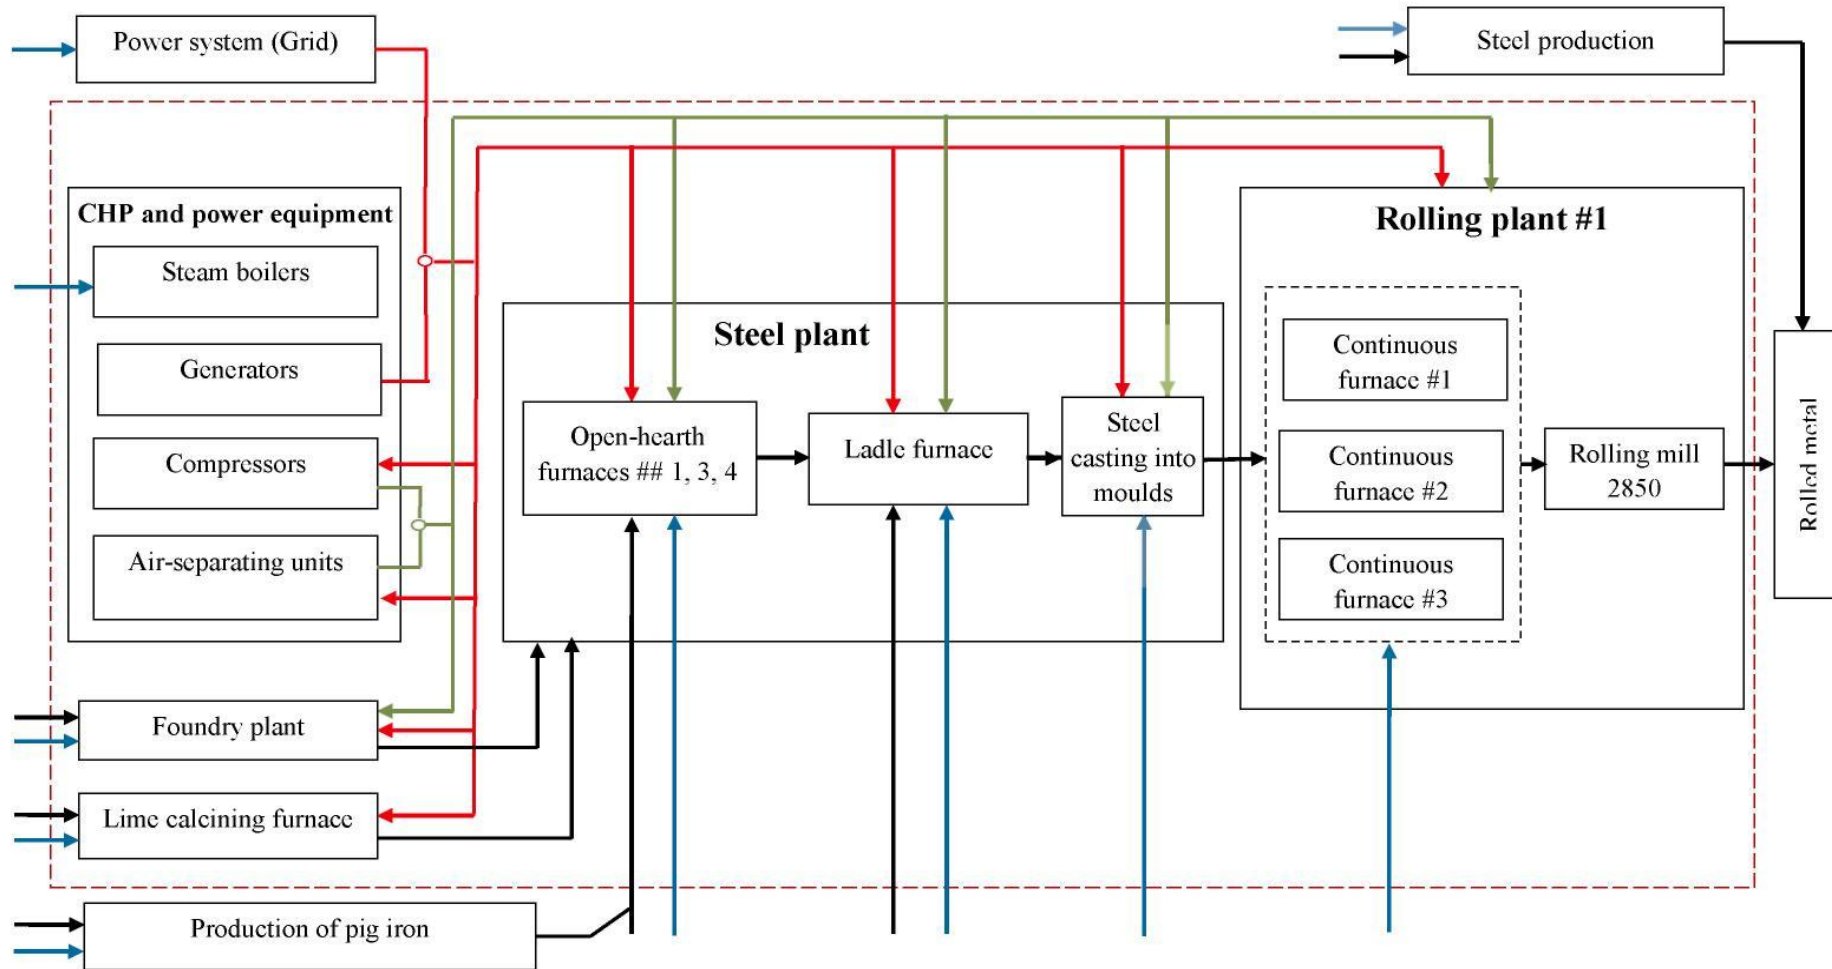 Power system (Grid)
Steel production
CHP and power equipment
Steam boilers
Generators
Compressors
Air-separating units
Steel plant
Open-hearth
furnaces ## 1, 3, 4
Ladle furnace
Steel
casting into
moulds
Rolling plant #1
Continuous
furnace #1
Continuous
furnace #2
Continuous
furnace #3
Rolling mill
2850
Rolled metal
Foundry plant
Lime calcining furnace
Production of pig iron